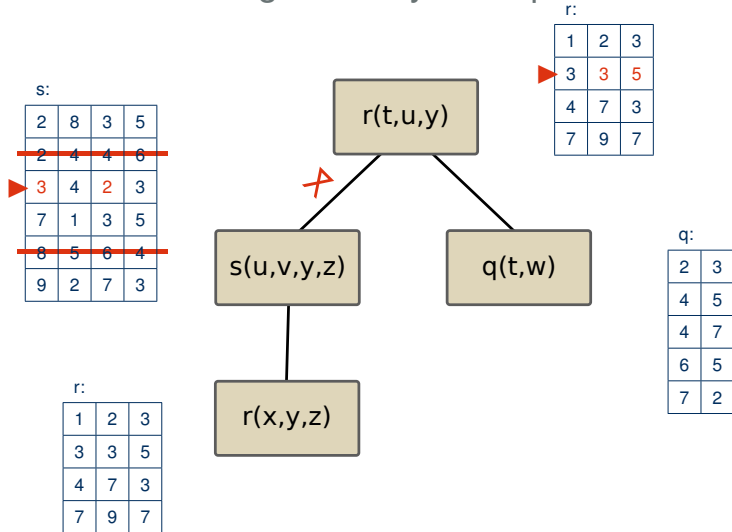 r:
1 2 3
3 3 5
4 7 3
7 9 7
s:
2 8 3 5
2 4 4 6
3 4 2 3
7 1 3 5
8 5 6 4
9 2 7 3
r(t,u,y)
s(u,v,y,z)
q(t,w)
q:
2 3
4 5
4 7
6 5
7 2
r(x,y,z)
r:
1 2 3
3 3 5
4 7 3
7 9 7